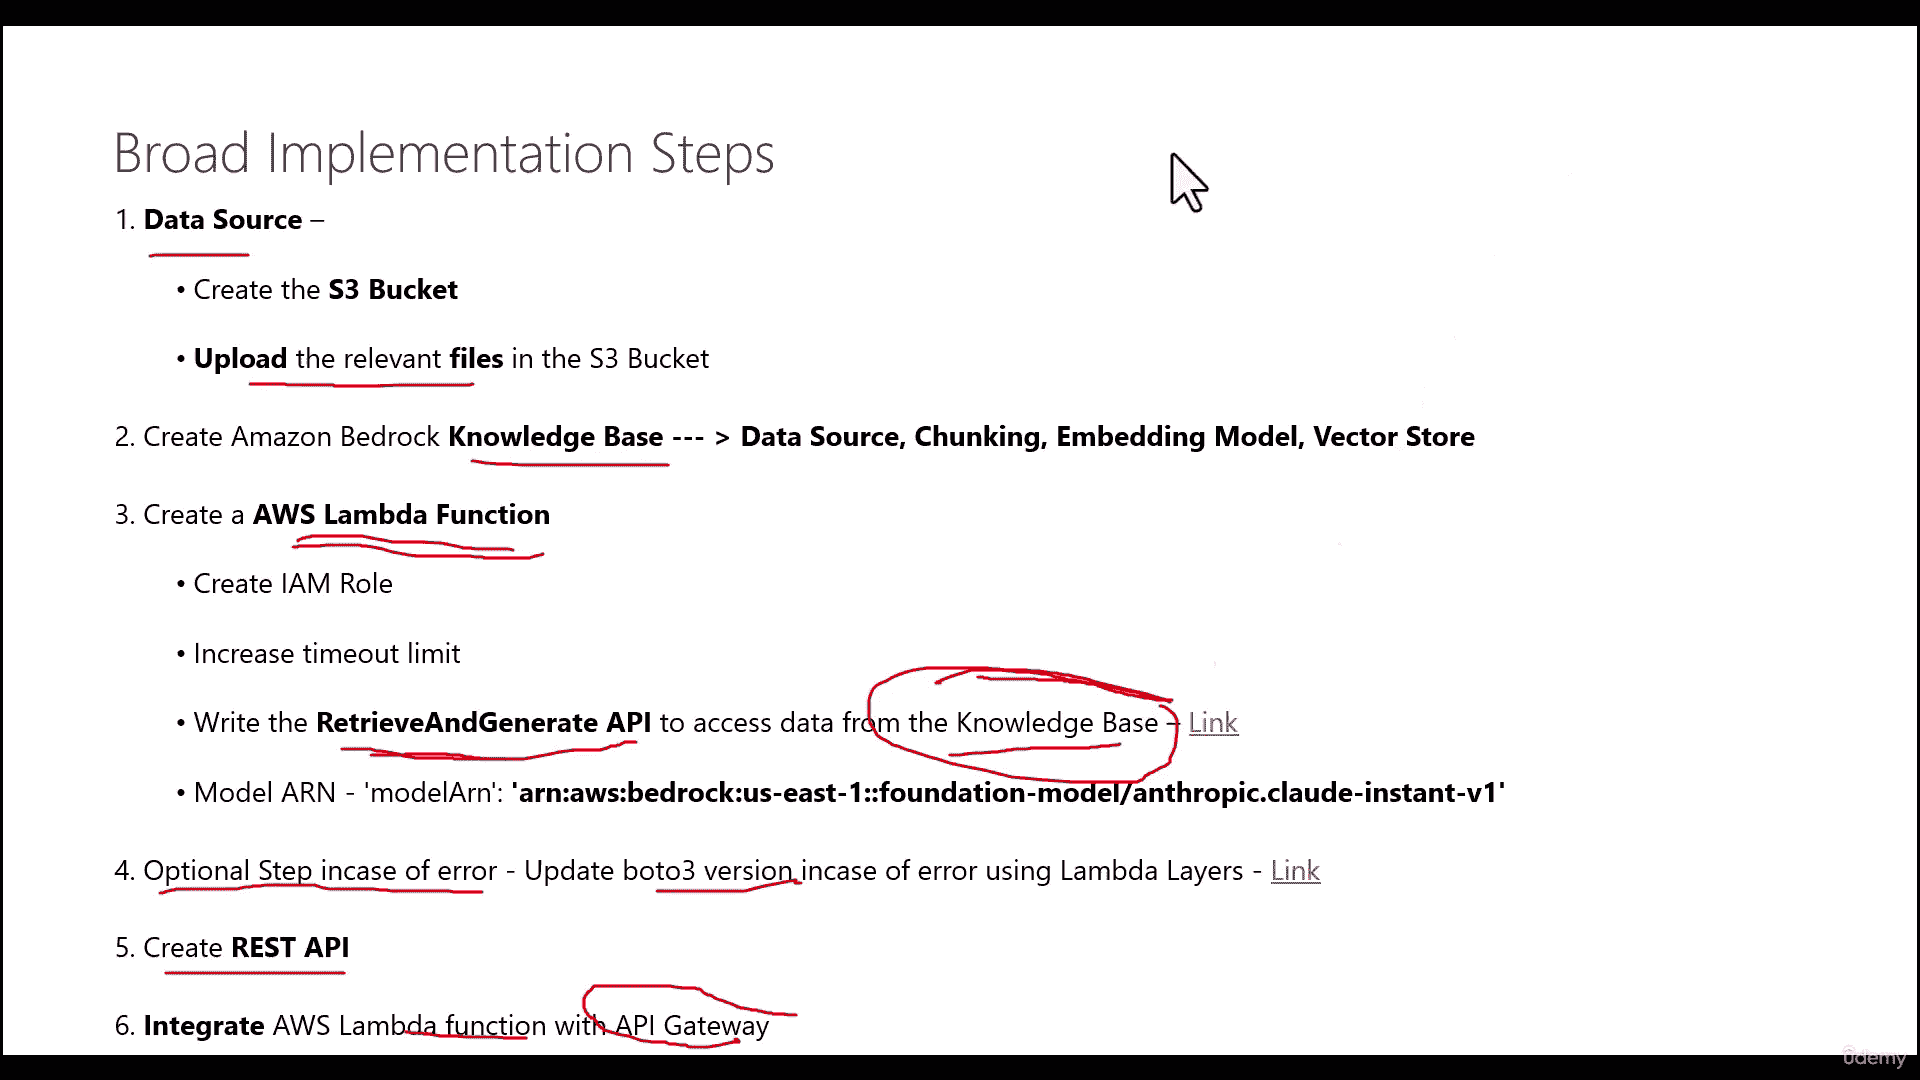 Broad Implementation Steps
1. Data Source –
• Create the S3 Bucket
• Upload the relevant files in the S3 Bucket
2. Create Amazon Bedrock Knowledge Base --- > Data Source, Chunking, Embedding Model, Vector Store
3. Create a AWS Lambda Function
• Create IAM Role
• Increase timeout limit
• Write the RetrieveAndGenerate API to access data from the Knowledge Base – Link
• Model ARN - 'modelArn': 'arn:aws:bedrock:us-east-1::foundation-model/anthropic.claude-instant-v1'
4. Optional Step incase of error - Update boto3 version incase of error using Lambda Layers - Link
5. Create REST API
6. Integrate AWS Lambda function with API Gateway
udemy